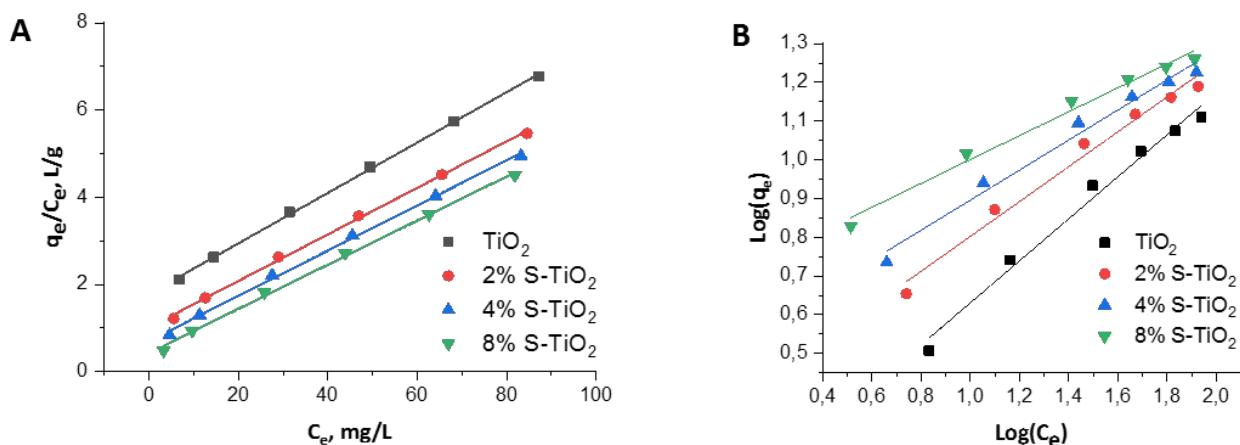 A
8
6
4
2
0
qe/Ce, L/g
0 20 40 60 80 100
Ce, mg/L
TiO2
2% S-TiO2
4% S-TiO2
8% S-TiO2
B
1,3
1,2
1,1
1,0
0,9
0,8
0,7
0,6
0,5
Log(qe)
0,4 0,6 0,8 1,0 1,2 1,4 1,6 1,8 2,0
Log(Ce)
TiO2
2% S-TiO2
4% S-TiO2
8% S-TiO2